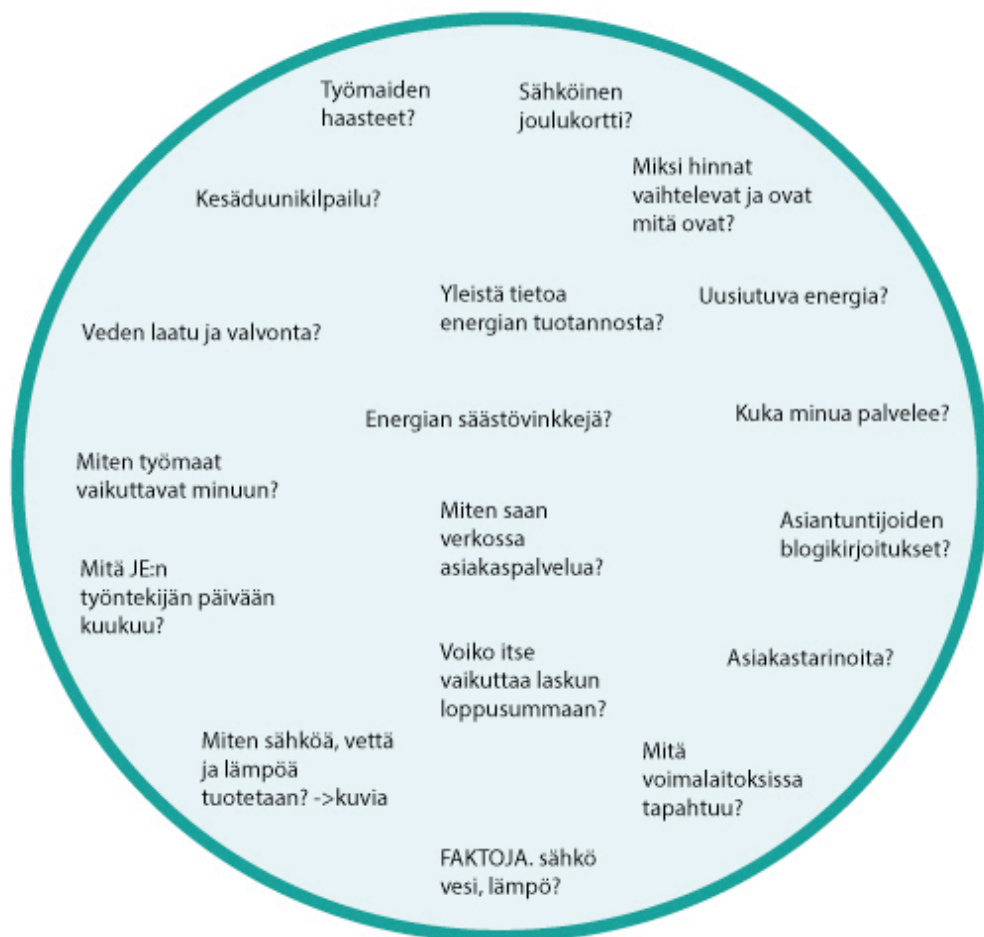 Työmaiden
haasteet?
Sähköinen
joulukortti?
Miksi hinnat
vaihtelevat ja ovat
mitä ovat?
Kesäduunikilpailu?
Yleistä tietoa
energian tuotannosta?
Uusiutuva energia?
Veden laatu ja valvonta?
Energian säästövinkkejä?
Kuka minua palvelee?
Miten työmaat
vaikuttavat minuun?
Miten saan
verkossa
asiakaspalvelua?
Asiantuntijoiden
blogikirjoitukset?
Mitä JE:n
työntekijän päivään
kuukuu?
Voiko itse
vaikuttaa laskun
loppusummaan?
Asiakastarinoita?
Miten sähköä, vettä
ja lämpöä
tuotetaan? ->kuvia
Mitä
voimalaitoksissa
tapahtuu?
FAKTOJA. sähkö
vesi, lämpö?